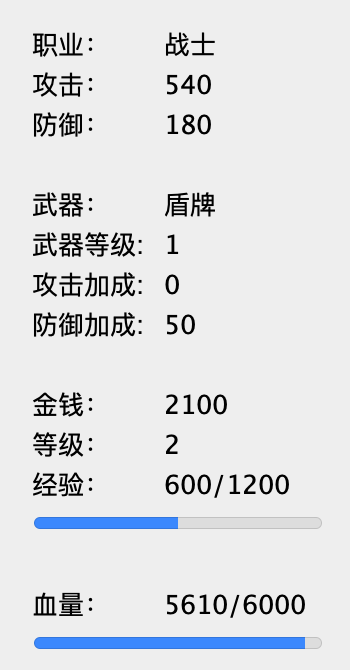 职业： 战士
攻击： 540
防御： 180
武器： 盾牌
武器等级: 1
攻击加成: 0
防御加成: 50
金钱： 2100
等级： 2
经验： 600/1200
血量： 5610/6000